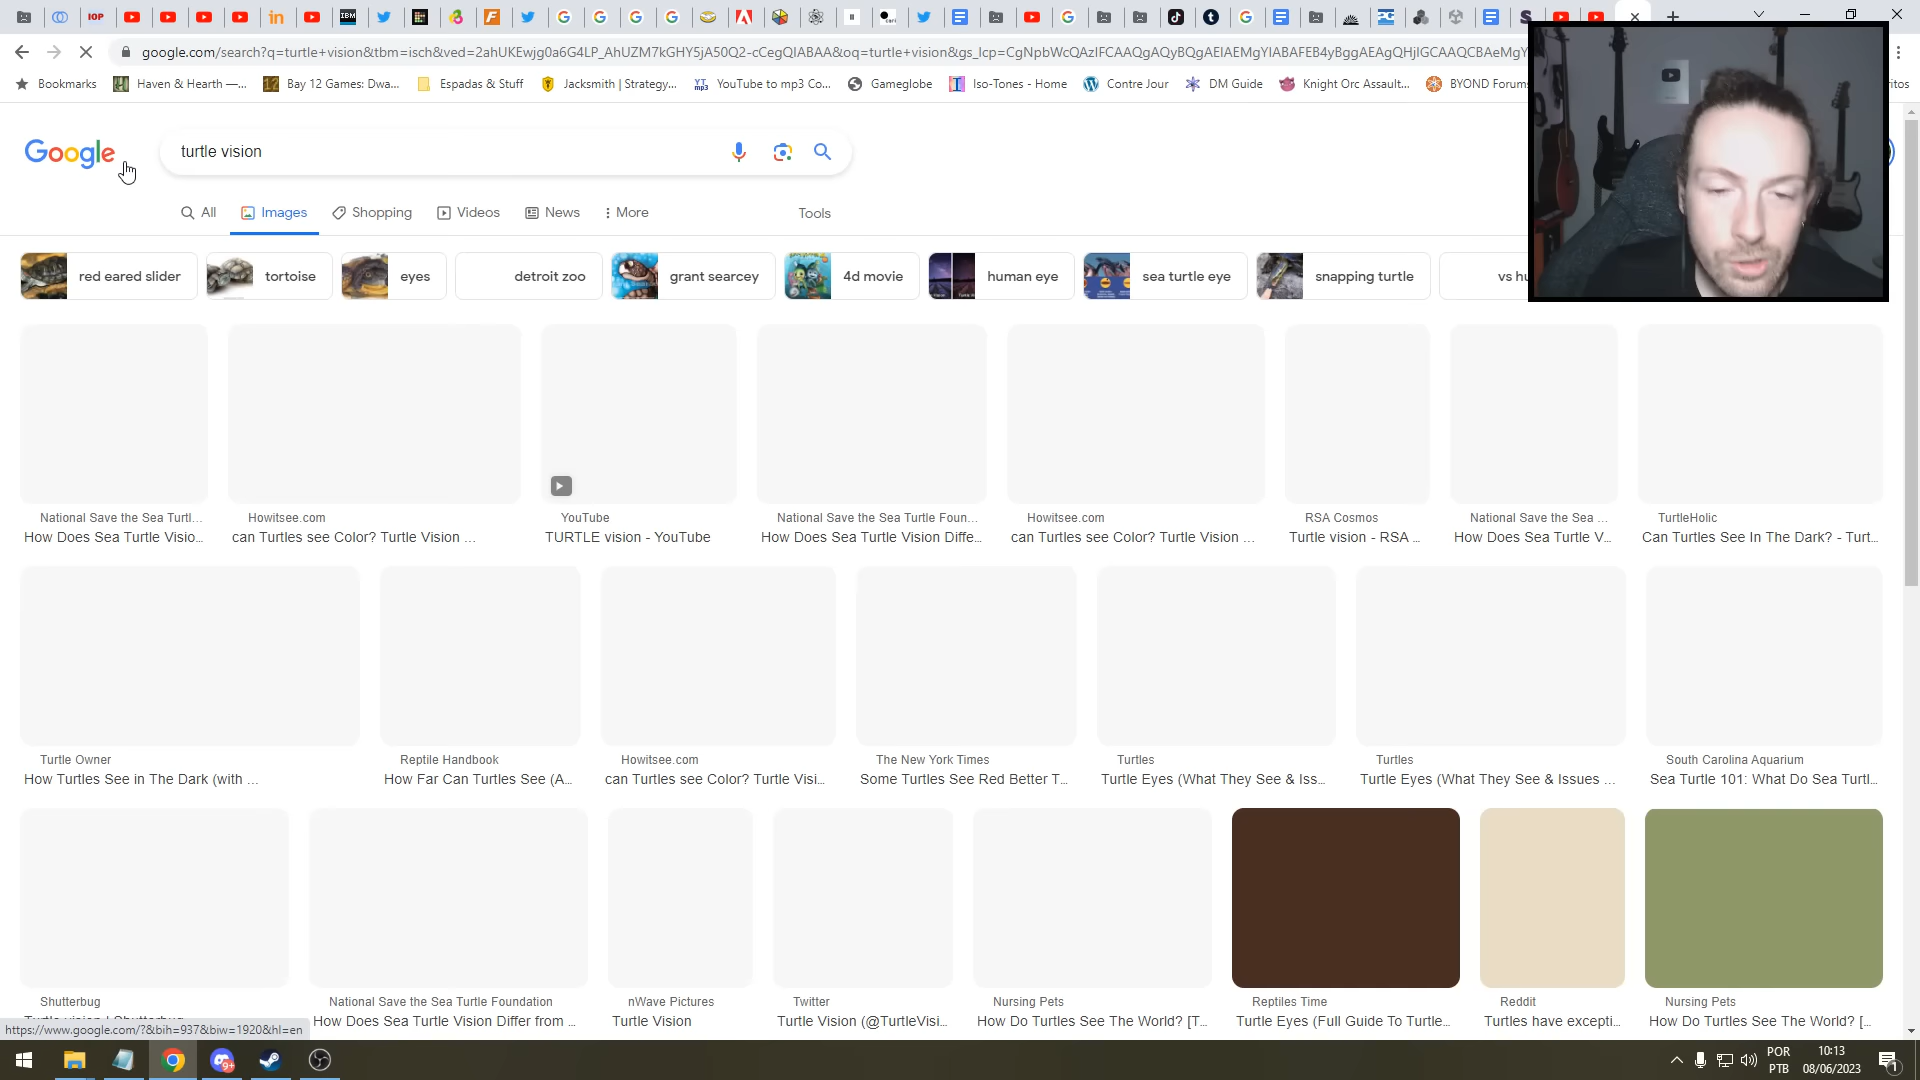 google.com/search?q=turtle+vision&tbm=isch&ved=2ahUKEwjg0a6G4LP_AhUZM7kGHY5jA50Q2-cCegQIABAA&oq=turtle+vision&gs_lcp=CgNpbWcQAzIFCAAQgAQyBQgAEIAEMgYIABAFEB4yBggAEAgQHjIGCAAQCBAeMgY
Bookmarks Haven & Hearth —... Bay 12 Games: Dwa... Espadas & Stuff Jacksmith | Strategy... YouTube to mp3 Co... Gameglobe Iso-Tones - Home Contre Jour DM Guide Knight Orc Assault... BYOND Forums
Google turtle vision
All Images Shopping Videos News More Tools
red eared slider tortoise eyes detroit zoo grant searcey 4d movie human eye sea turtle eye snapping turtle vs hu
National Save the Sea Turtl... Howitsee.com YouTube National Save the Sea Turtle Foun... Howitsee.com RSA Cosmos National Save the Sea ... TurtleHolic
How Does Sea Turtle Visio... can Turtles see Color? Turtle Vision ... TURTLE vision - YouTube How Does Sea Turtle Vision Diffe... can Turtles see Color? Turtle Vision ... Turtle vision - RSA ... How Does Sea Turtle V... Can Turtles See In The Dark? - Turt...
Turtle Owner Reptile Handbook Howitsee.com The New York Times Turtles Turtles South Carolina Aquarium
How Turtles See in The Dark (with ... How Far Can Turtles See (A... can Turtles see Color? Turtle Visi... Some Turtles See Red Better T... Turtle Eyes (What They See & Iss... Turtle Eyes (What They See & Issues ... Sea Turtle 101: What Do Sea Turtl...
Shutterbug National Save the Sea Turtle Foundation nWave Pictures Twitter Nursing Pets Reptiles Time Reddit Nursing Pets
How Does Sea Turtle Vision Differ from ... Turtle Vision Turtle Vision (@TurtleVisi... How Do Turtles See The World? [T... Turtle Eyes (Full Guide To Turtle... Turtles have excepti... How Do Turtles See The World? [...
https://www.google.com/?&bih=937&biw=1920&hl=en
POR 10:13
PTB 08/06/2023